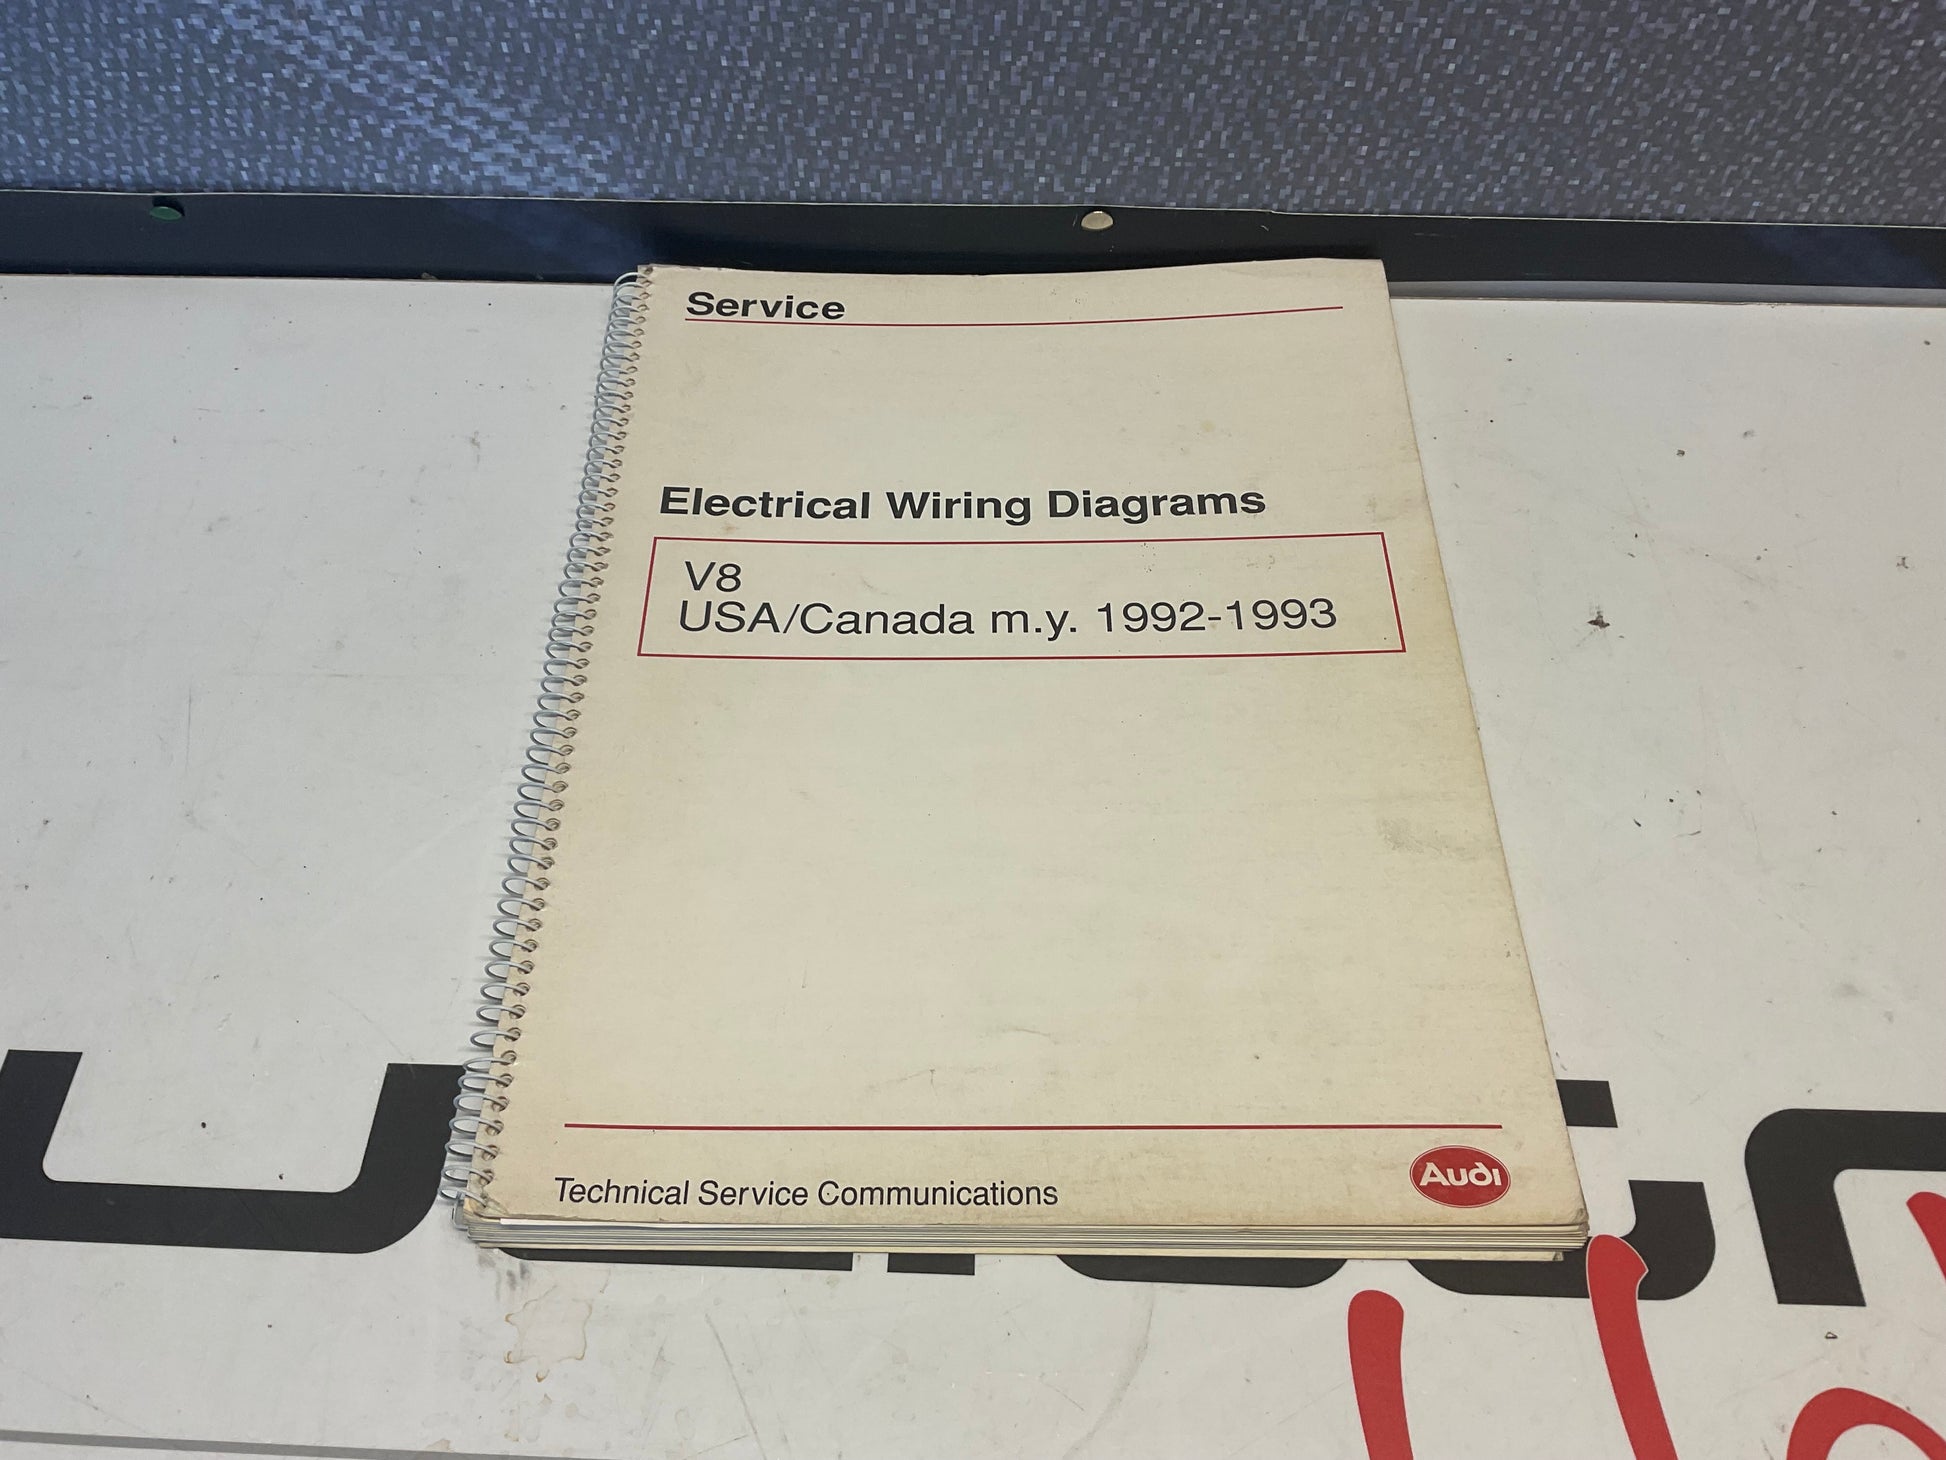 Service
Electrical Wiring Diagrams
V8
USA/Canada m.y. 1992-1993
Technical Service Communications
Audi